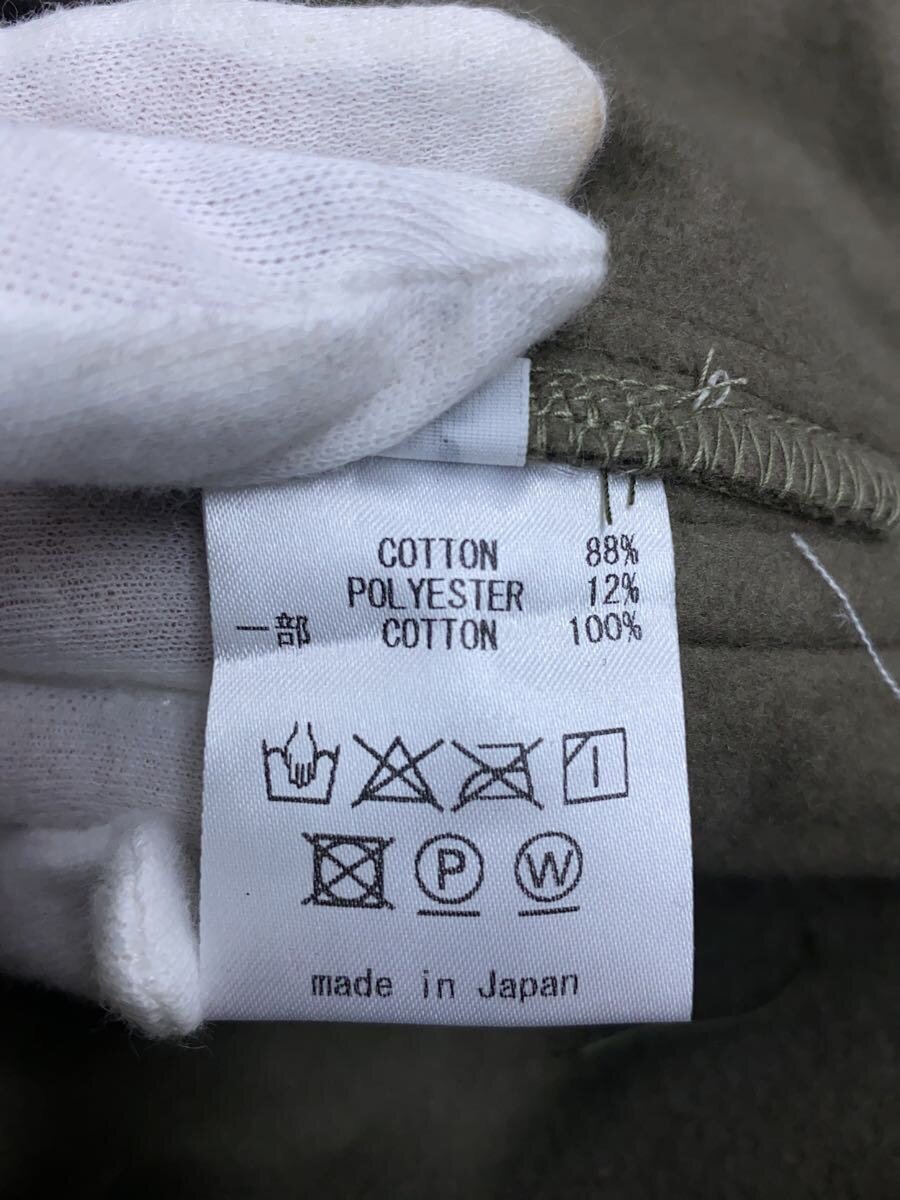 COTTON 88%
POLYESTER 12%
一部 COTTON 100%
P W
made in Japan